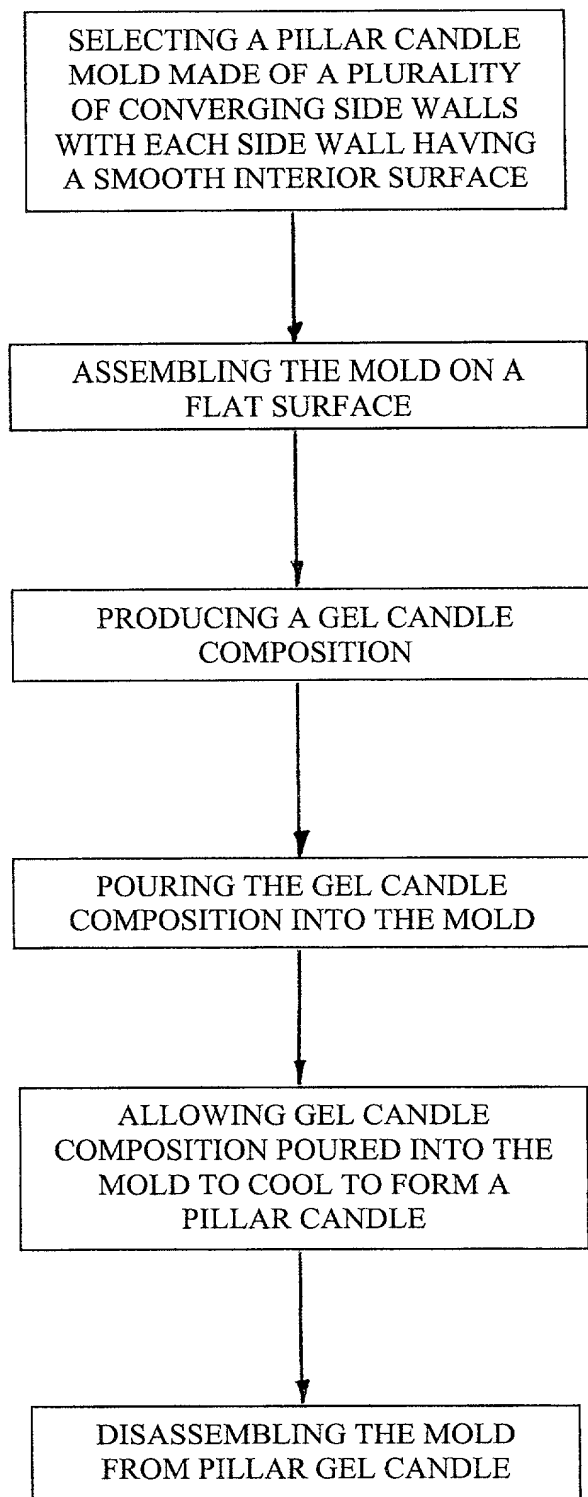 SELECTING A PILLAR CANDLE
MOLD MADE OF A PLURALITY
OF CONVERGING SIDE WALLS
WITH EACH SIDE WALL HAVING
A SMOOTH INTERIOR SURFACE
ASSEMBLING THE MOLD ON A
FLAT SURFACE
PRODUCING A GEL CANDLE
COMPOSITION
POURING THE GEL CANDLE
COMPOSITION INTO THE MOLD
ALLOWING GEL CANDLE
COMPOSITION POURED INTO THE
MOLD TO COOL TO FORM A
PILLAR CANDLE
DISASSEMBLING THE MOLD
FROM PILLAR GEL CANDLE